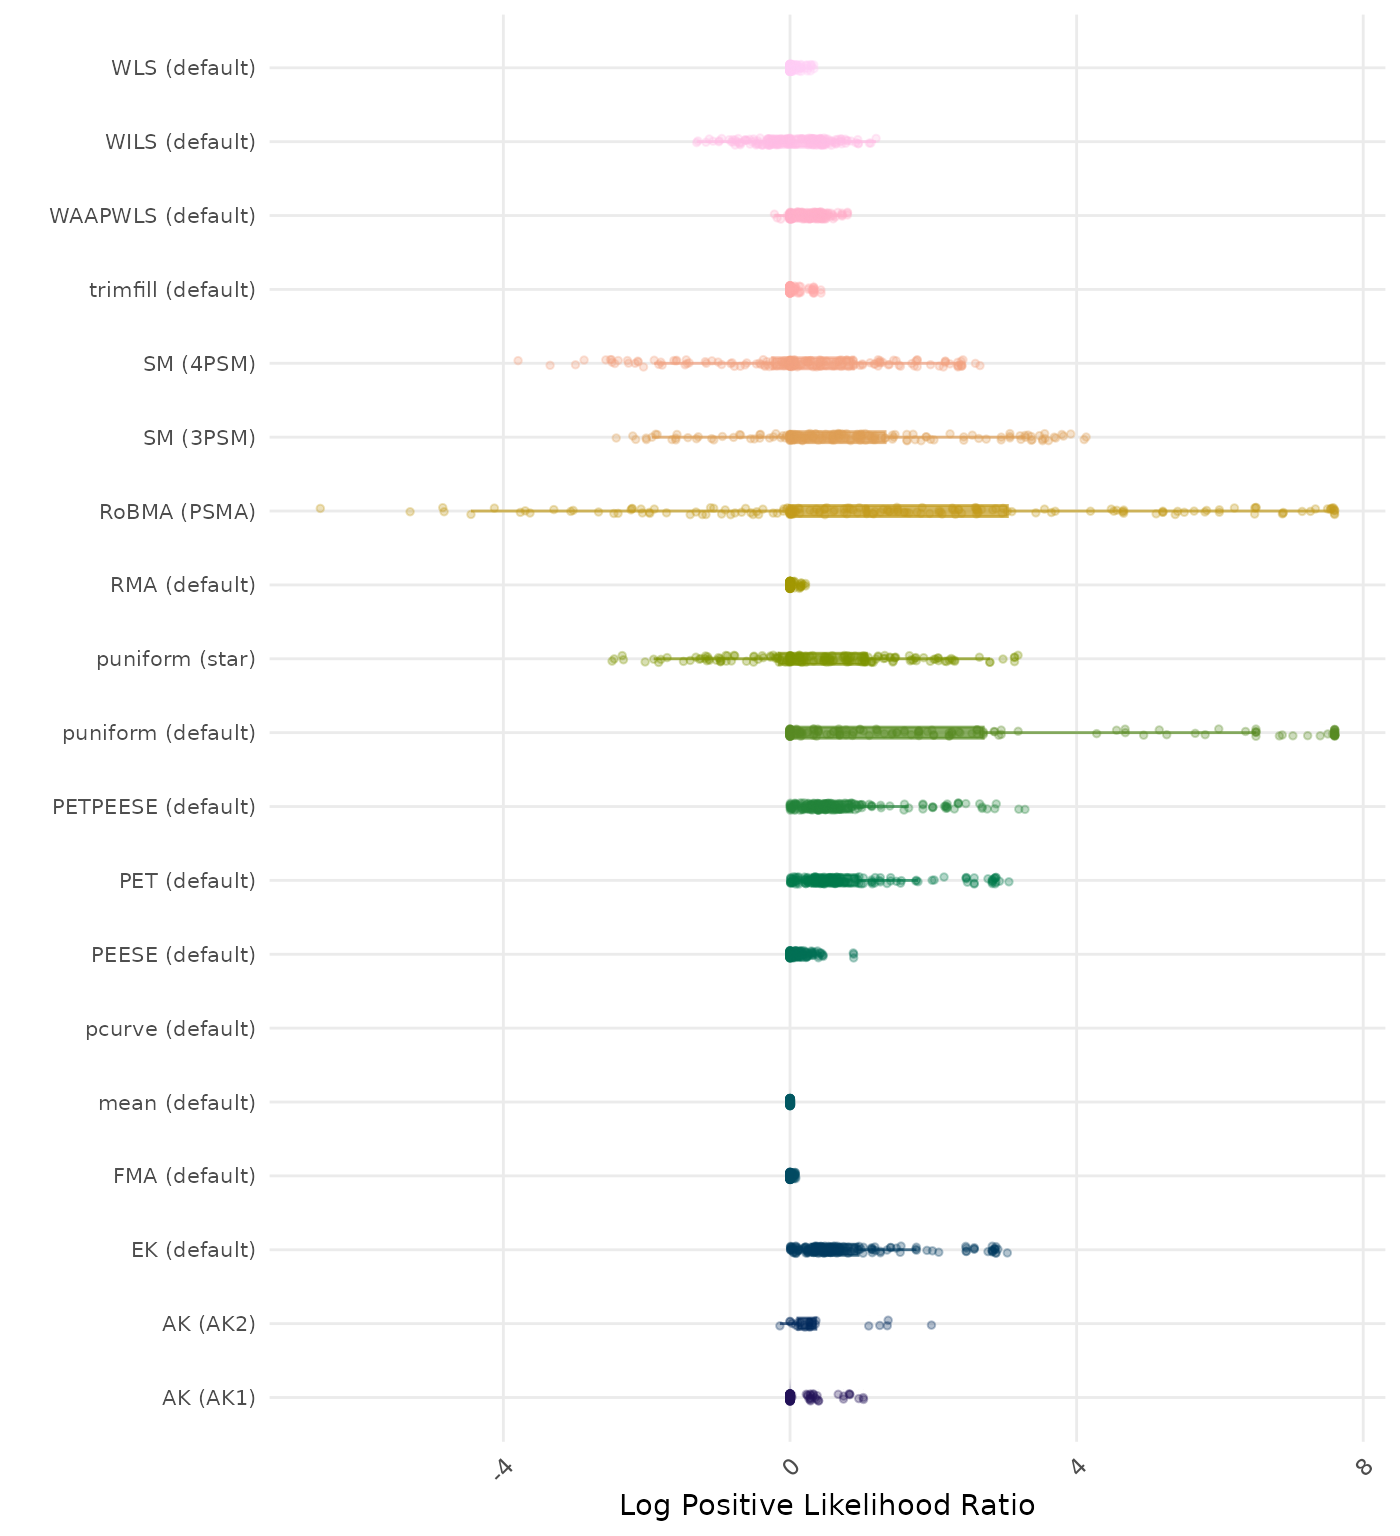 WLS (default)
WILS (default)
WAAPWLS (default)
trimfill (default)
SM (4PSM)
SM (3PSM)
RoBMA (PSMA)
RMA (default)
puniform (star)
puniform (default)
PETPEESE (default)
PET (default)
PEESE (default)
pcurve (default)
mean (default)
FMA (default)
EK (default)
AK (AK2)
AK (AK1)
-4 0 4 8
Log Positive Likelihood Ratio